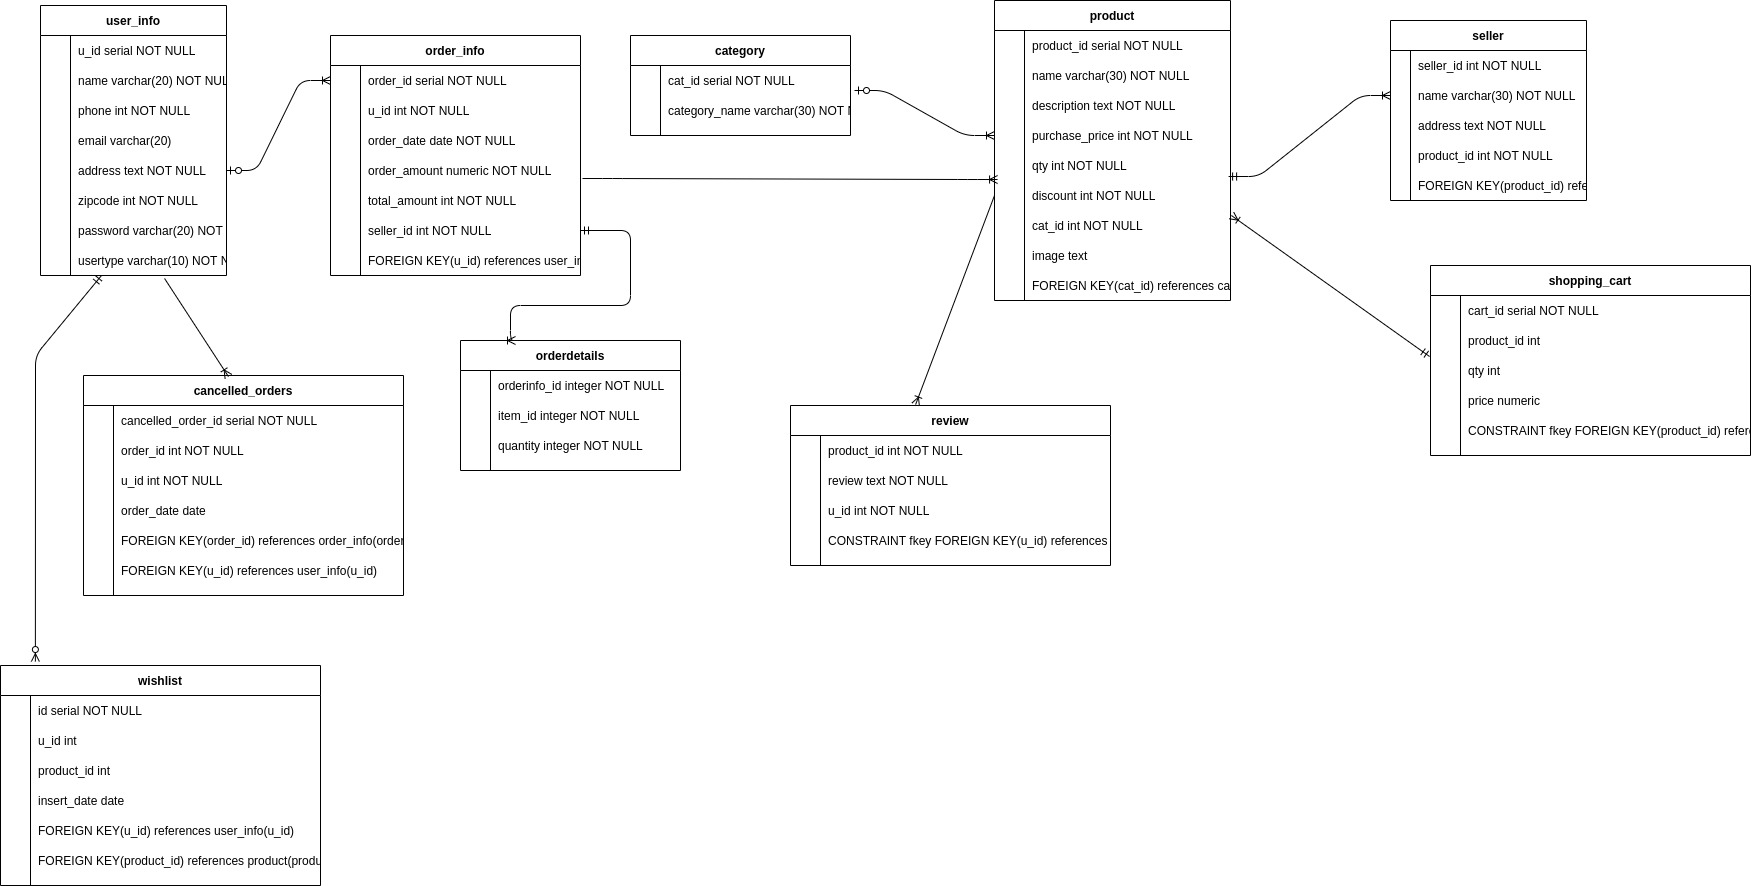 user_info
u_id serial NOT NULL
name varchar(20) NOT NUL
phone int NOT NULL
email varchar(20)
address text NOT NULL
zipcode int NOT NULL
password varchar(20) NOT
usertype varchar(10) NOT N
order_info
order_id serial NOT NULL
u_id int NOT NULL
order_date date NOT NULL
order_amount numeric NOT NULL
total_amount int NOT NULL
seller_id int NOT NULL
FOREIGN KEY(u_id) references user_in
category
cat_id serial NOT NULL
category_name varchar(30) NOT N
product
product_id serial NOT NULL
name varchar(30) NOT NULL
description text NOT NULL
purchase_price int NOT NULL
qty int NOT NULL
discount int NOT NULL
cat_id int NOT NULL
image text
FOREIGN KEY(cat_id) references ca
seller
seller_id int NOT NULL
name varchar(30) NOT NULL
address text NOT NULL
product_id int NOT NULL
FOREIGN KEY(product_id) refe
shopping_cart
cart_id serial NOT NULL
product_id int
qty int
price numeric
CONSTRAINT fkey FOREIGN KEY(product_id) refer
cancelled_orders
cancelled_order_id serial NOT NULL
order_id int NOT NULL
u_id int NOT NULL
order_date date
FOREIGN KEY(order_id) references order_info(order
FOREIGN KEY(u_id) references user_info(u_id)
orderdetails
orderinfo_id integer NOT NULL
item_id integer NOT NULL
quantity integer NOT NULL
review
product_id int NOT NULL
review text NOT NULL
u_id int NOT NULL
CONSTRAINT fkey FOREIGN KEY(u_id) references
wishlist
id serial NOT NULL
u_id int
product_id int
insert_date date
FOREIGN KEY(u_id) references user_info(u_id)
FOREIGN KEY(product_id) references product(produ